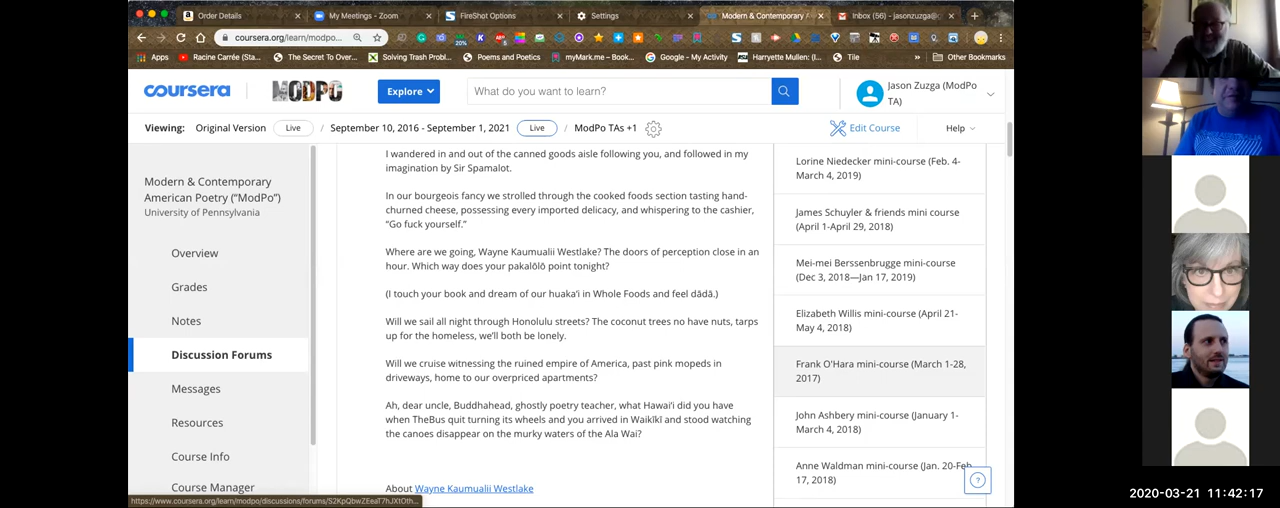 Order Details
My Meetings - Zoom
FireShot Options
Settings
Modern & Contemporary A
Inbox (56) - jasonzuzga@
coursera.org/learn/modpo...
20%
Apps
Racine Carrée (Sta...
The Secret To Over...
Solving Trash Probl...
Poems and Poetics
myMark.me – Book...
Google - My Activity
Harryette Mullen: (I...
Tile
Other Bookmarks
coursera
MODPO
Explore
What do you want to learn?
Jason Zuzga (ModPo
TA)
Viewing: Original Version Live / September 10, 2016 - September 1, 2021 Live / ModPo TAs +1
Edit Course
Help
Modern & Contemporary
American Poetry (“ModPo”)
University of Pennsylvania
Overview
Grades
Notes
Discussion Forums
Messages
Resources
Course Info
Course Manager
I wandered in and out of the canned goods aisle following you, and followed in my
imagination by Sir Spamalot.
In our bourgeois fancy we strolled through the cooked foods section tasting hand-
churned cheese, possessing every imported delicacy, and whispering to the cashier,
“Go fuck yourself.”
Where are we going, Wayne Kaumualii Westlake? The doors of perception close in an
hour. Which way does your pakalōlō point tonight?
(I touch your book and dream of our huaka‘i in Whole Foods and feel dādā.)
Will we sail all night through Honolulu streets? The coconut trees no have nuts, tarps
up for the homeless, we’ll both be lonely.
Will we cruise witnessing the ruined empire of America, past pink mopeds in
driveways, home to our overpriced apartments?
Ah, dear uncle, Buddhahead, ghostly poetry teacher, what Hawai‘i did you have
when TheBus quit turning its wheels and you arrived in Waikīkī and stood watching
the canoes disappear on the murky waters of the Ala Wai?
About Wayne Kaumualii Westlake
Lorine Niedecker mini-course (Feb. 4-
March 4, 2019)
James Schuyler & friends mini course
(April 1-April 29, 2018)
Mei-mei Berssenbrugge mini-course
(Dec 3, 2018—Jan 17, 2019)
Elizabeth Willis mini-course (April 21-
May 4, 2018)
Frank O'Hara mini-course (March 1-28,
2017)
John Ashbery mini-course (January 1-
March 4, 2018)
Anne Waldman mini-course (Jan. 20-Feb
17, 2018)
2020-03-21 11:42:17